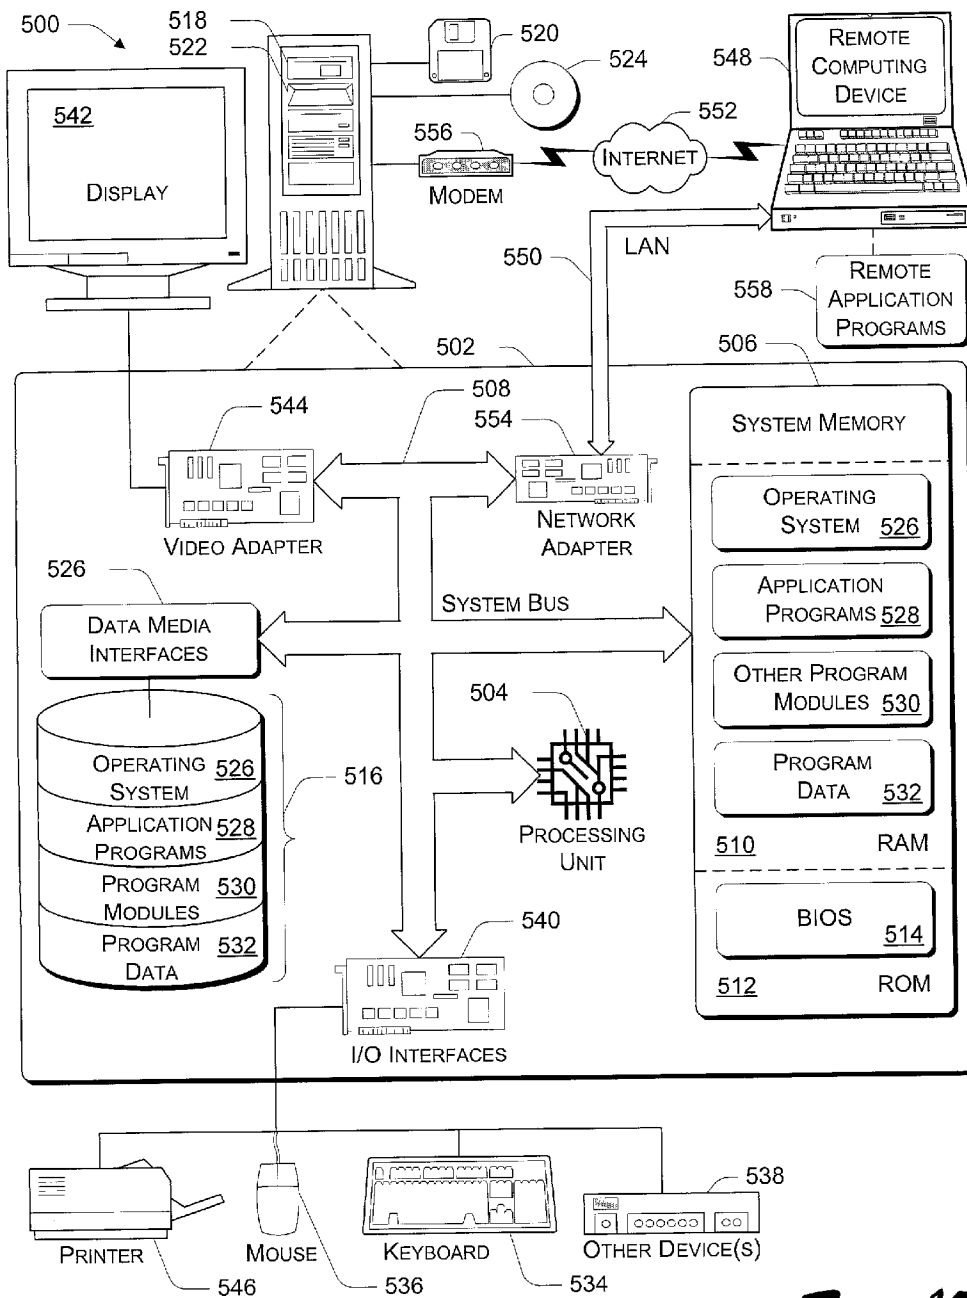 500
518
522
520
524
548
REMOTE
COMPUTING
DEVICE
542
DISPLAY
556
MODEM
552
INTERNET
LAN
550
558
REMOTE
APPLICATION
PROGRAMS
502
506
508
544
554
VIDEO ADAPTER
NETWORK
ADAPTER
SYSTEM MEMORY
OPERATING
SYSTEM 526
526
DATA MEDIA
INTERFACES
SYSTEM BUS
APPLICATION
PROGRAMS 528
OTHER PROGRAM
MODULES 530
504
PROCESSING
UNIT
PROGRAM
DATA 532
510 RAM
BIOS 514
512 ROM
OPERATING 526
SYSTEM
516
APPLICATION 528
PROGRAMS
PROGRAM 530
MODULES
PROGRAM 532
DATA
540
I/O INTERFACES
PRINTER
546
MOUSE
536
KEYBOARD
534
538
OTHER DEVICE(S)